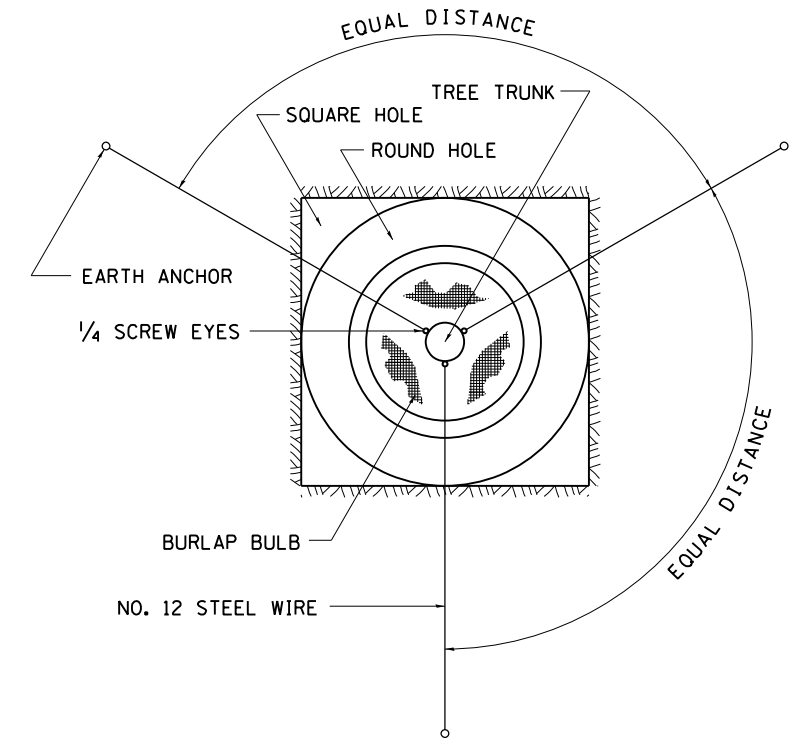 EQUAL DISTANCE
TREE TRUNK
SQUARE HOLE
ROUND HOLE
EARTH ANCHOR
1/4 SCREW EYES
EQUAL DISTANCE
BURLAP BULB
NO. 12 STEEL WIRE